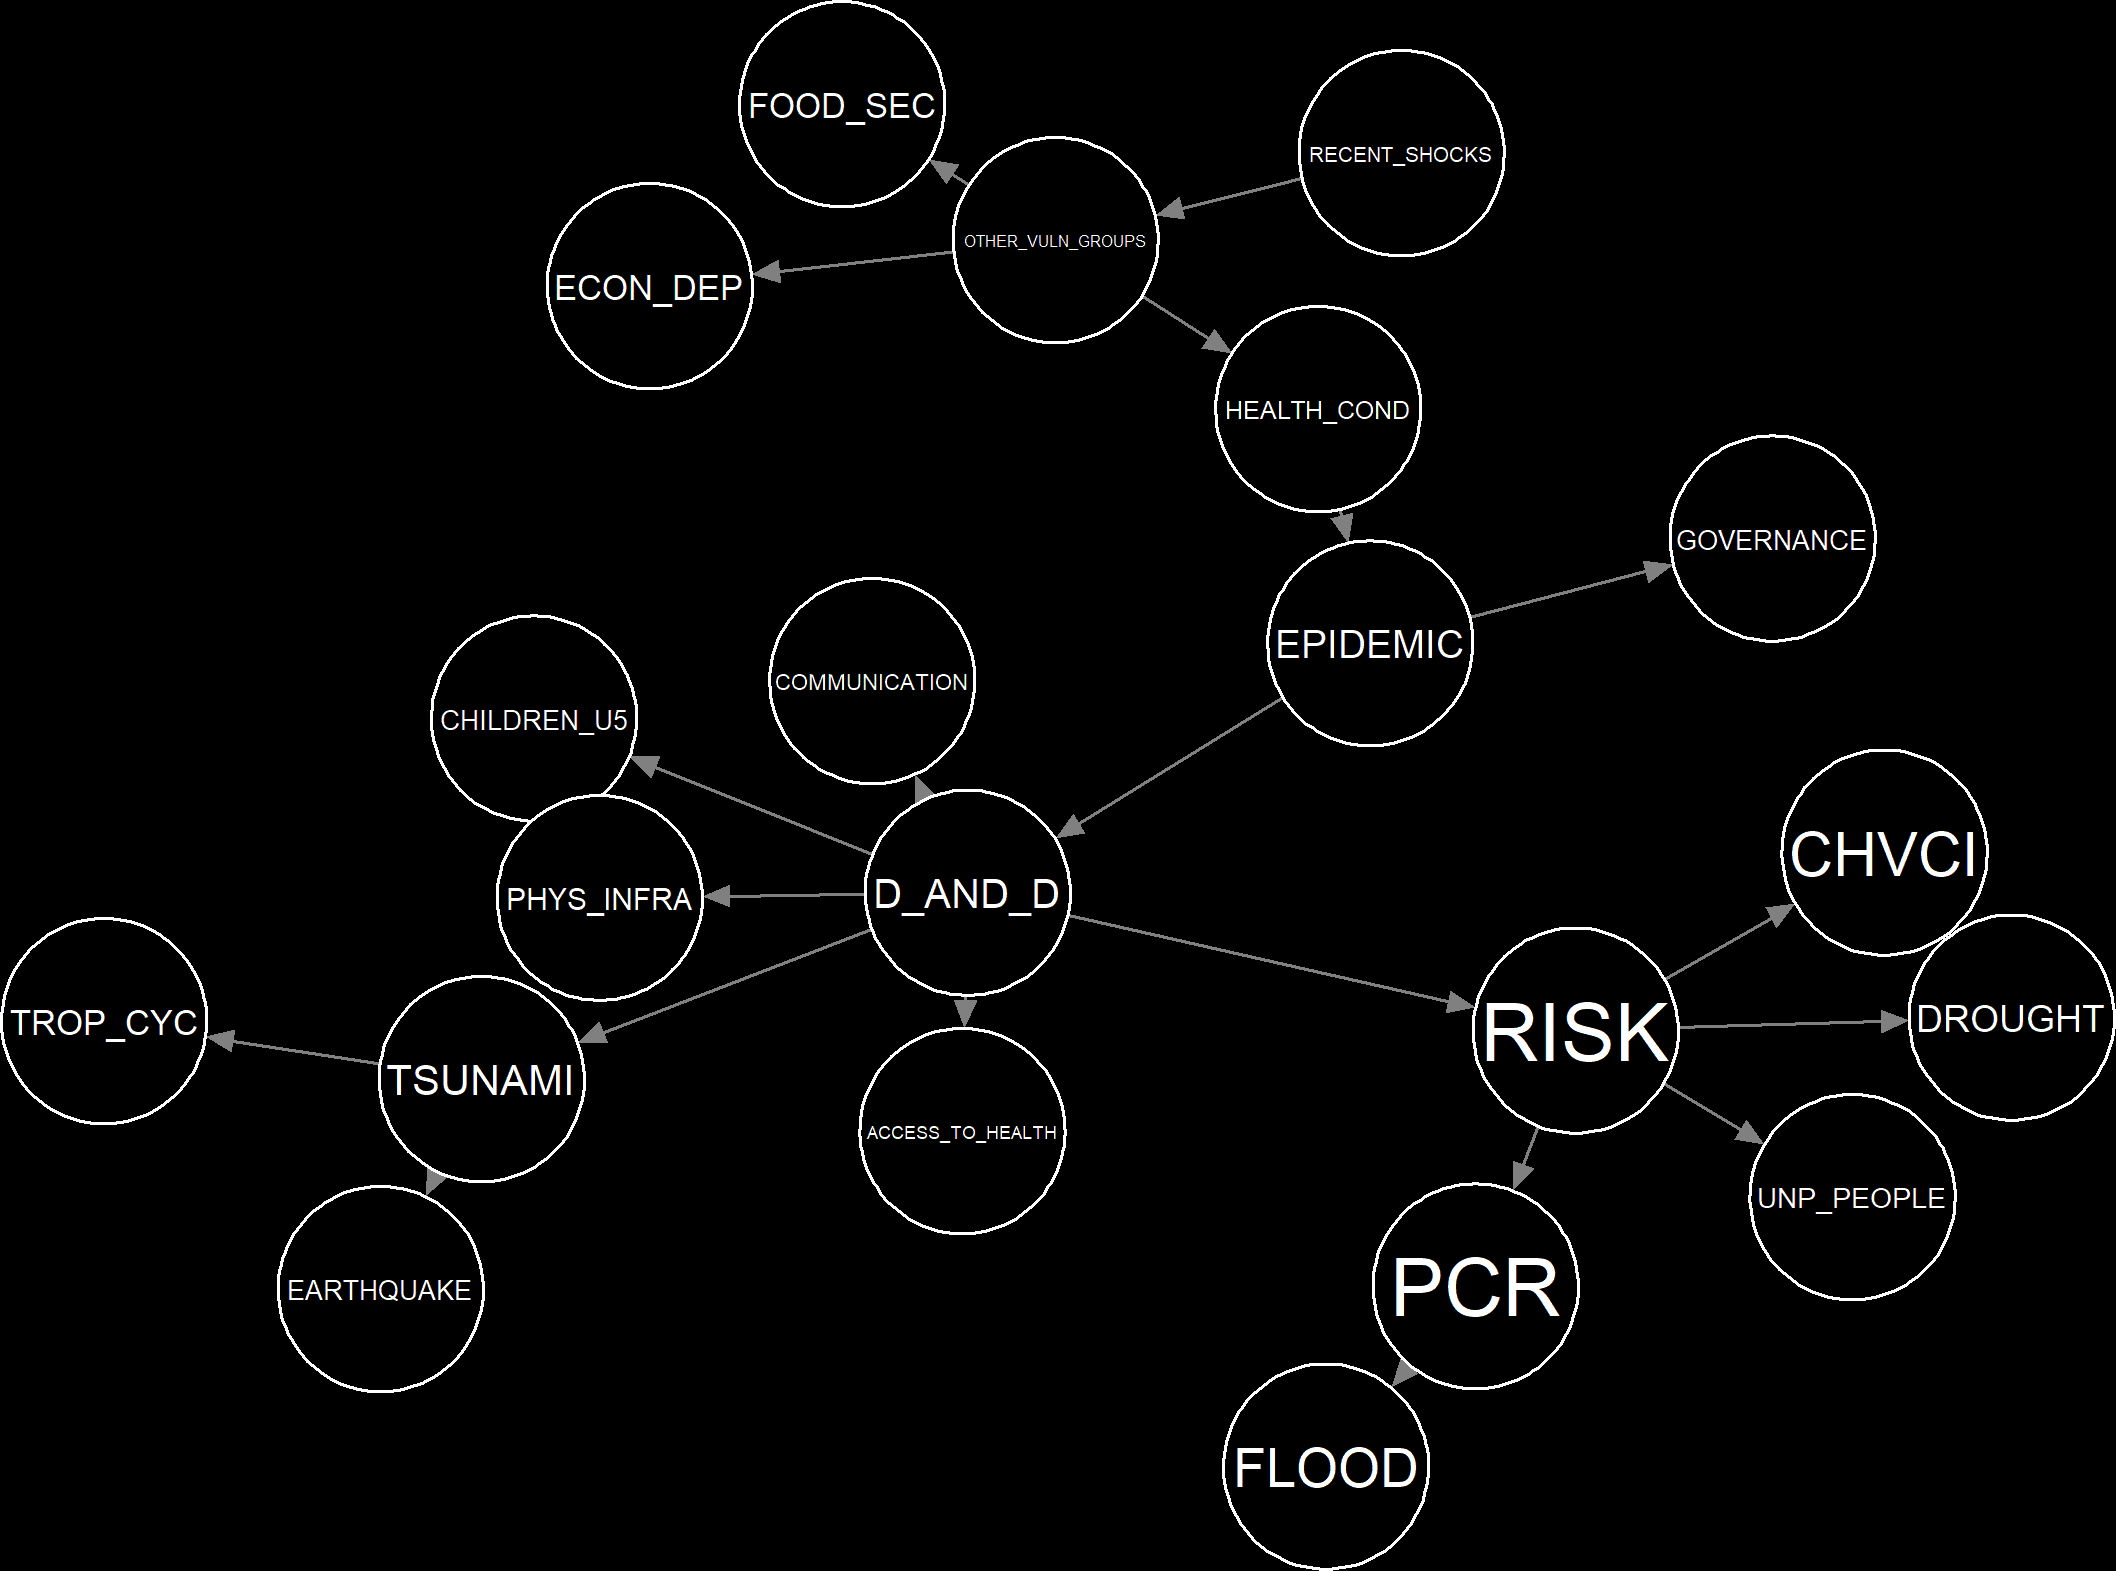 FOOD_SEC
RECENT_SHOCKS
OTHER_VULN_GROUPS
ECON_DEP
HEALTH_COND
GOVERNANCE
EPIDEMIC
COMMUNICATION
CHILDREN_U5
CHVCI
D_AND_D
PHYS_INFRA
DROUGHT
TROP_CYC
RISK
TSUNAMI
ACCESS_TO_HEALTH
UNP_PEOPLE
PCR
EARTHQUAKE
FLOOD